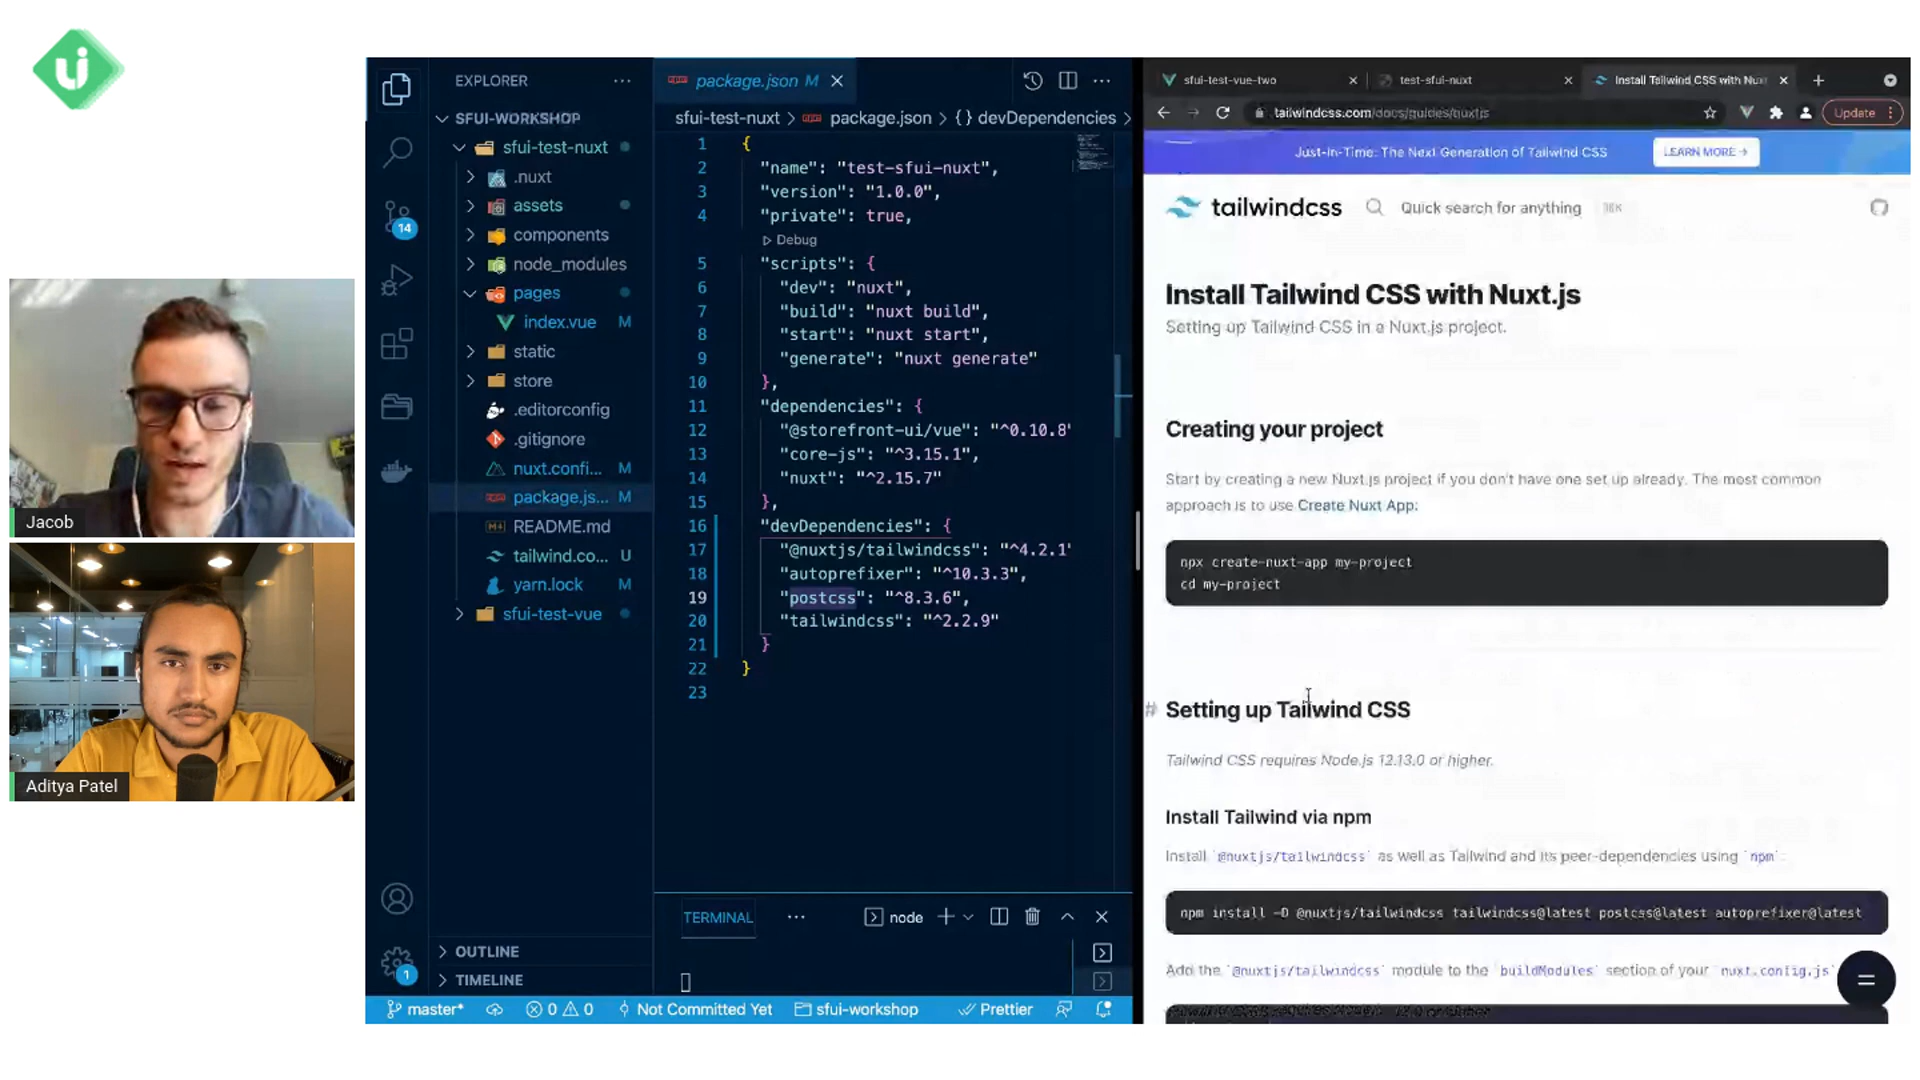 Jacob
Aditya Patel
EXPLORER
SFUI-WORKSHOP
sfui-test-nuxt
.nuxt
assets
components
node_modules
pages
index.vue M
static
store
.editorconfig
.gitignore
nuxt.confi... M
package.js... M
README.md
tailwind.co... U
yarn.lock M
sfui-test-vue
OUTLINE
TIMELINE
14
1
package.json M
sfui-test-nuxt > package.json > {} devDependencies >
1 {
2 "name": "test-sfui-nuxt",
3 "version": "1.0.0",
4 "private": true,
Debug
5 "scripts": {
6 "dev": "nuxt",
7 "build": "nuxt build",
8 "start": "nuxt start",
9 "generate": "nuxt generate"
10 },
11 "dependencies": {
12 "@storefront-ui/vue": "^0.10.8"
13 "core-js": "^3.15.1",
14 "nuxt": "^2.15.7"
15 },
16 "devDependencies": {
17 "@nuxtjs/tailwindcss": "^4.2.1"
18 "autoprefixer": "^10.3.3",
19 "postcss": "^8.3.6",
20 "tailwindcss": "^2.2.9"
21 }
22 }
23
TERMINAL
node
master*
0 0
Not Committed Yet
sfui-workshop
Prettier
sfui-test-vue-two
test-sfui-nuxt
Install Tailwind CSS with Nux
tailwindcss.com/docs/guides/nuxtjs
Update
Just-In-Time: The Next Generation of Tailwind CSS
LEARN MORE →
tailwindcss
Quick search for anything
⌘K
Install Tailwind CSS with Nuxt.js
Setting up Tailwind CSS in a Nuxt.js project.
Creating your project
Start by creating a new Nuxt.js project if you don't have one set up already. The most common
approach is to use Create Nuxt App:
npx create-nuxt-app my-project
cd my-project
# Setting up Tailwind CSS
Tailwind CSS requires Node.js 12.13.0 or higher.
Install Tailwind via npm
Install `@nuxtjs/tailwindcss` as well as Tailwind and its peer-dependencies using `npm`:
npm install -D @nuxtjs/tailwindcss tailwindcss@latest postcss@latest autoprefixer@latest
Add the `@nuxtjs/tailwindcss` module to the `buildModules` section of your `nuxt.config.js`